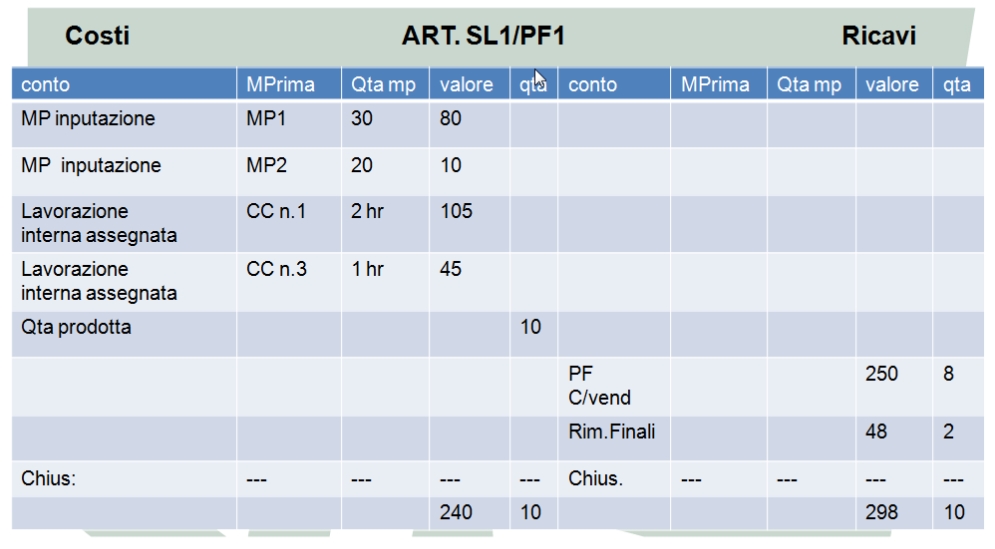 Costi ART. SL1/PF1 Ricavi
conto MPrima Qta mp valore qta conto MPrima Qta mp valore qta
MP inputazione MP1 30 80
MP inputazione MP2 20 10
Lavorazione CC n.1 2 hr 105
interna assegnata
Lavorazione CC n.3 1 hr 45
interna assegnata
Qta prodotta 10
PF 250 8
C/vend
Rim.Finali 48 2
Chius: --- --- --- --- Chius. --- --- --- ---
240 10 298 10